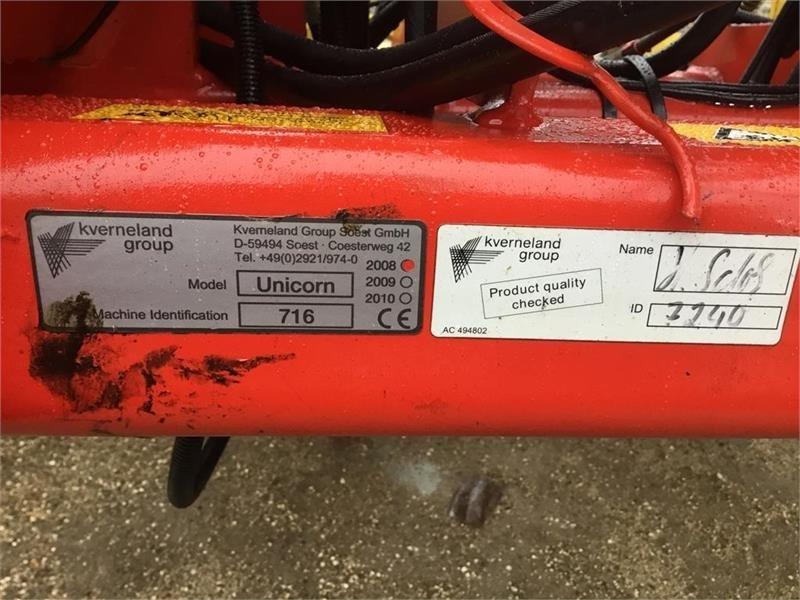 kverneland
group
Kverneland Group Soest GmbH
D-59494 Soest · Coesterweg 42
Tel. +49(0)2921/974-0
2008
2009
2010
Model Unicorn
Machine Identification 716
CE
kverneland
group
Product quality
checked
AC 494802
Name
ID 7240